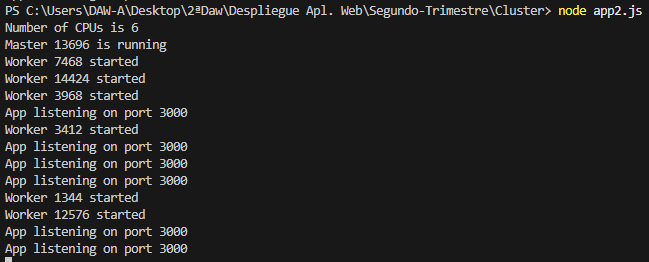 PS C:\Users\DAW-A\Desktop\2ªDaw\Despliegue Apl. Web\Segundo-Trimestre\Cluster> node app2.js
Number of CPUs is 6
Master 13696 is running
Worker 7468 started
Worker 14424 started
Worker 3968 started
App listening on port 3000
Worker 3412 started
App listening on port 3000
App listening on port 3000
App listening on port 3000
Worker 1344 started
Worker 12576 started
App listening on port 3000
App listening on port 3000